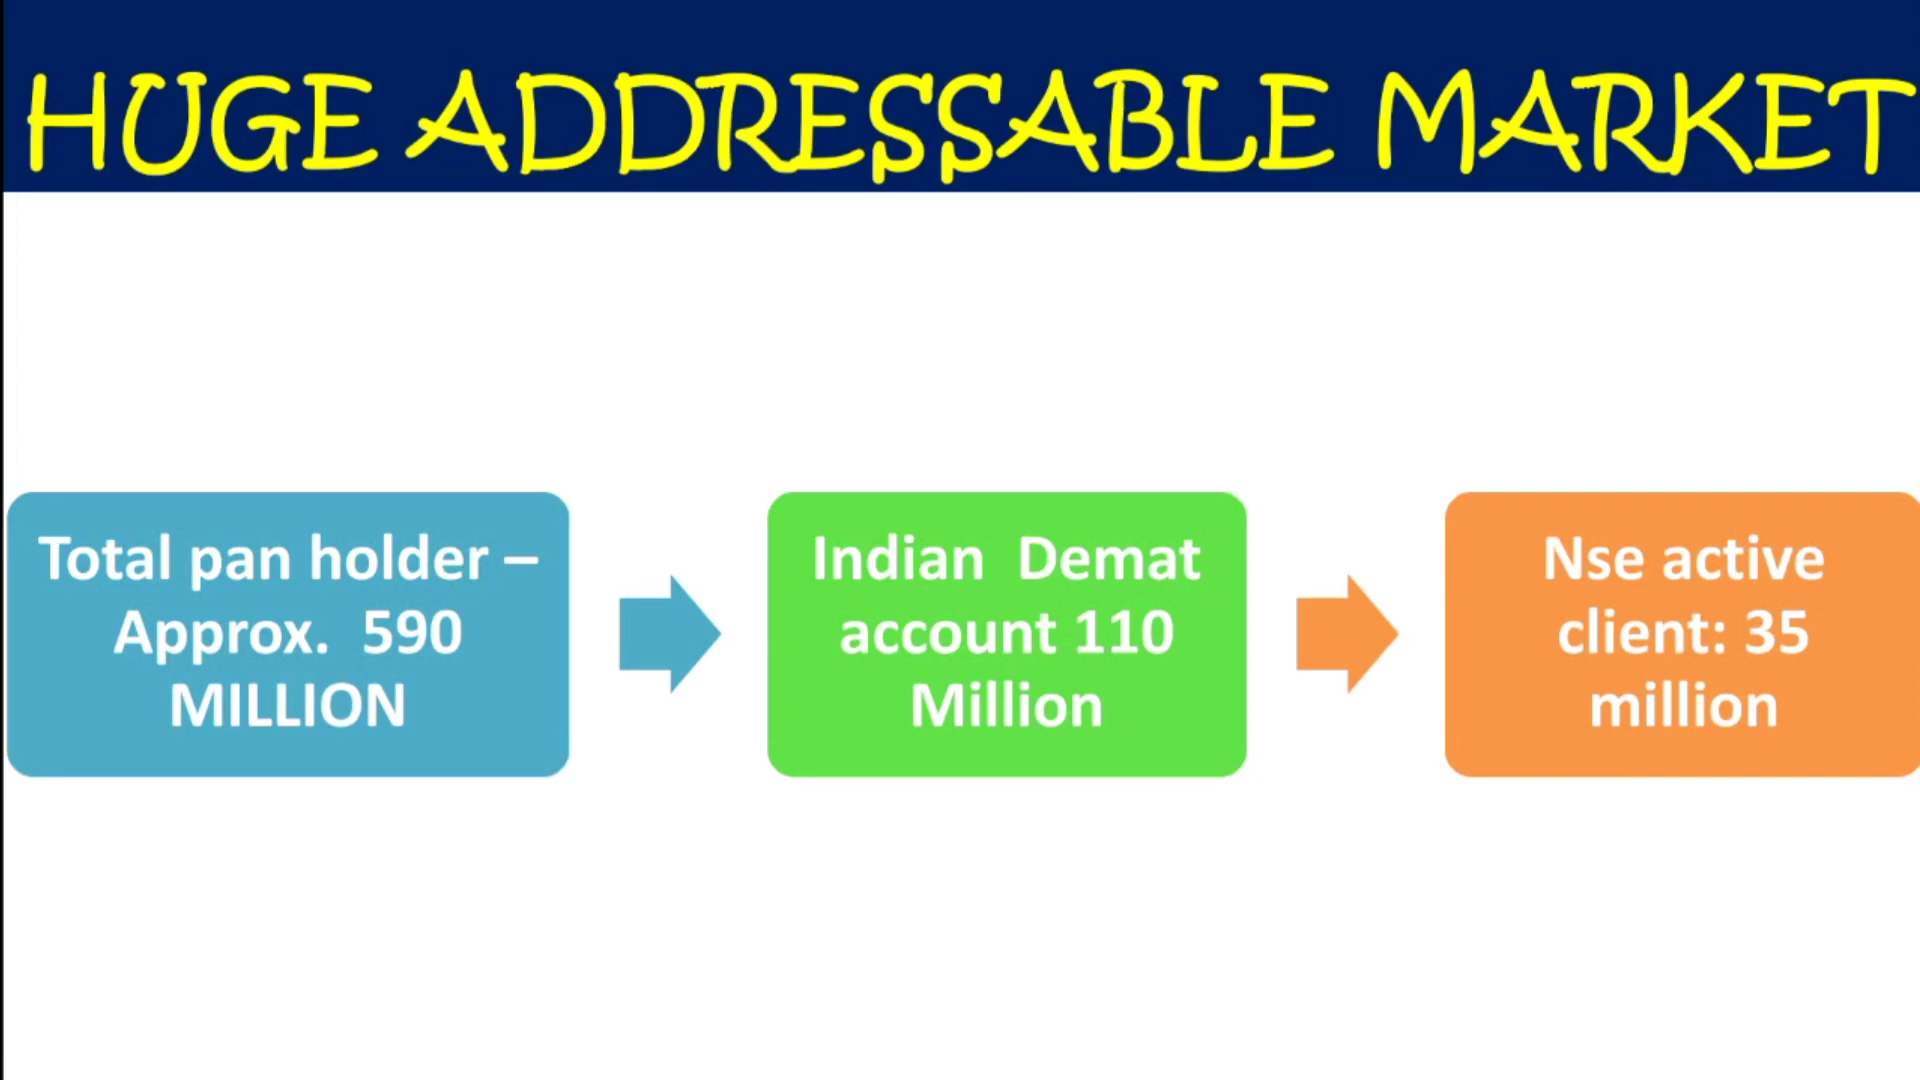 HUGE ADDRESSABLE MARKET
Total pan holder –
Approx. 590
MILLION
Indian Demat
account 110
Million
Nse active
client: 35
million